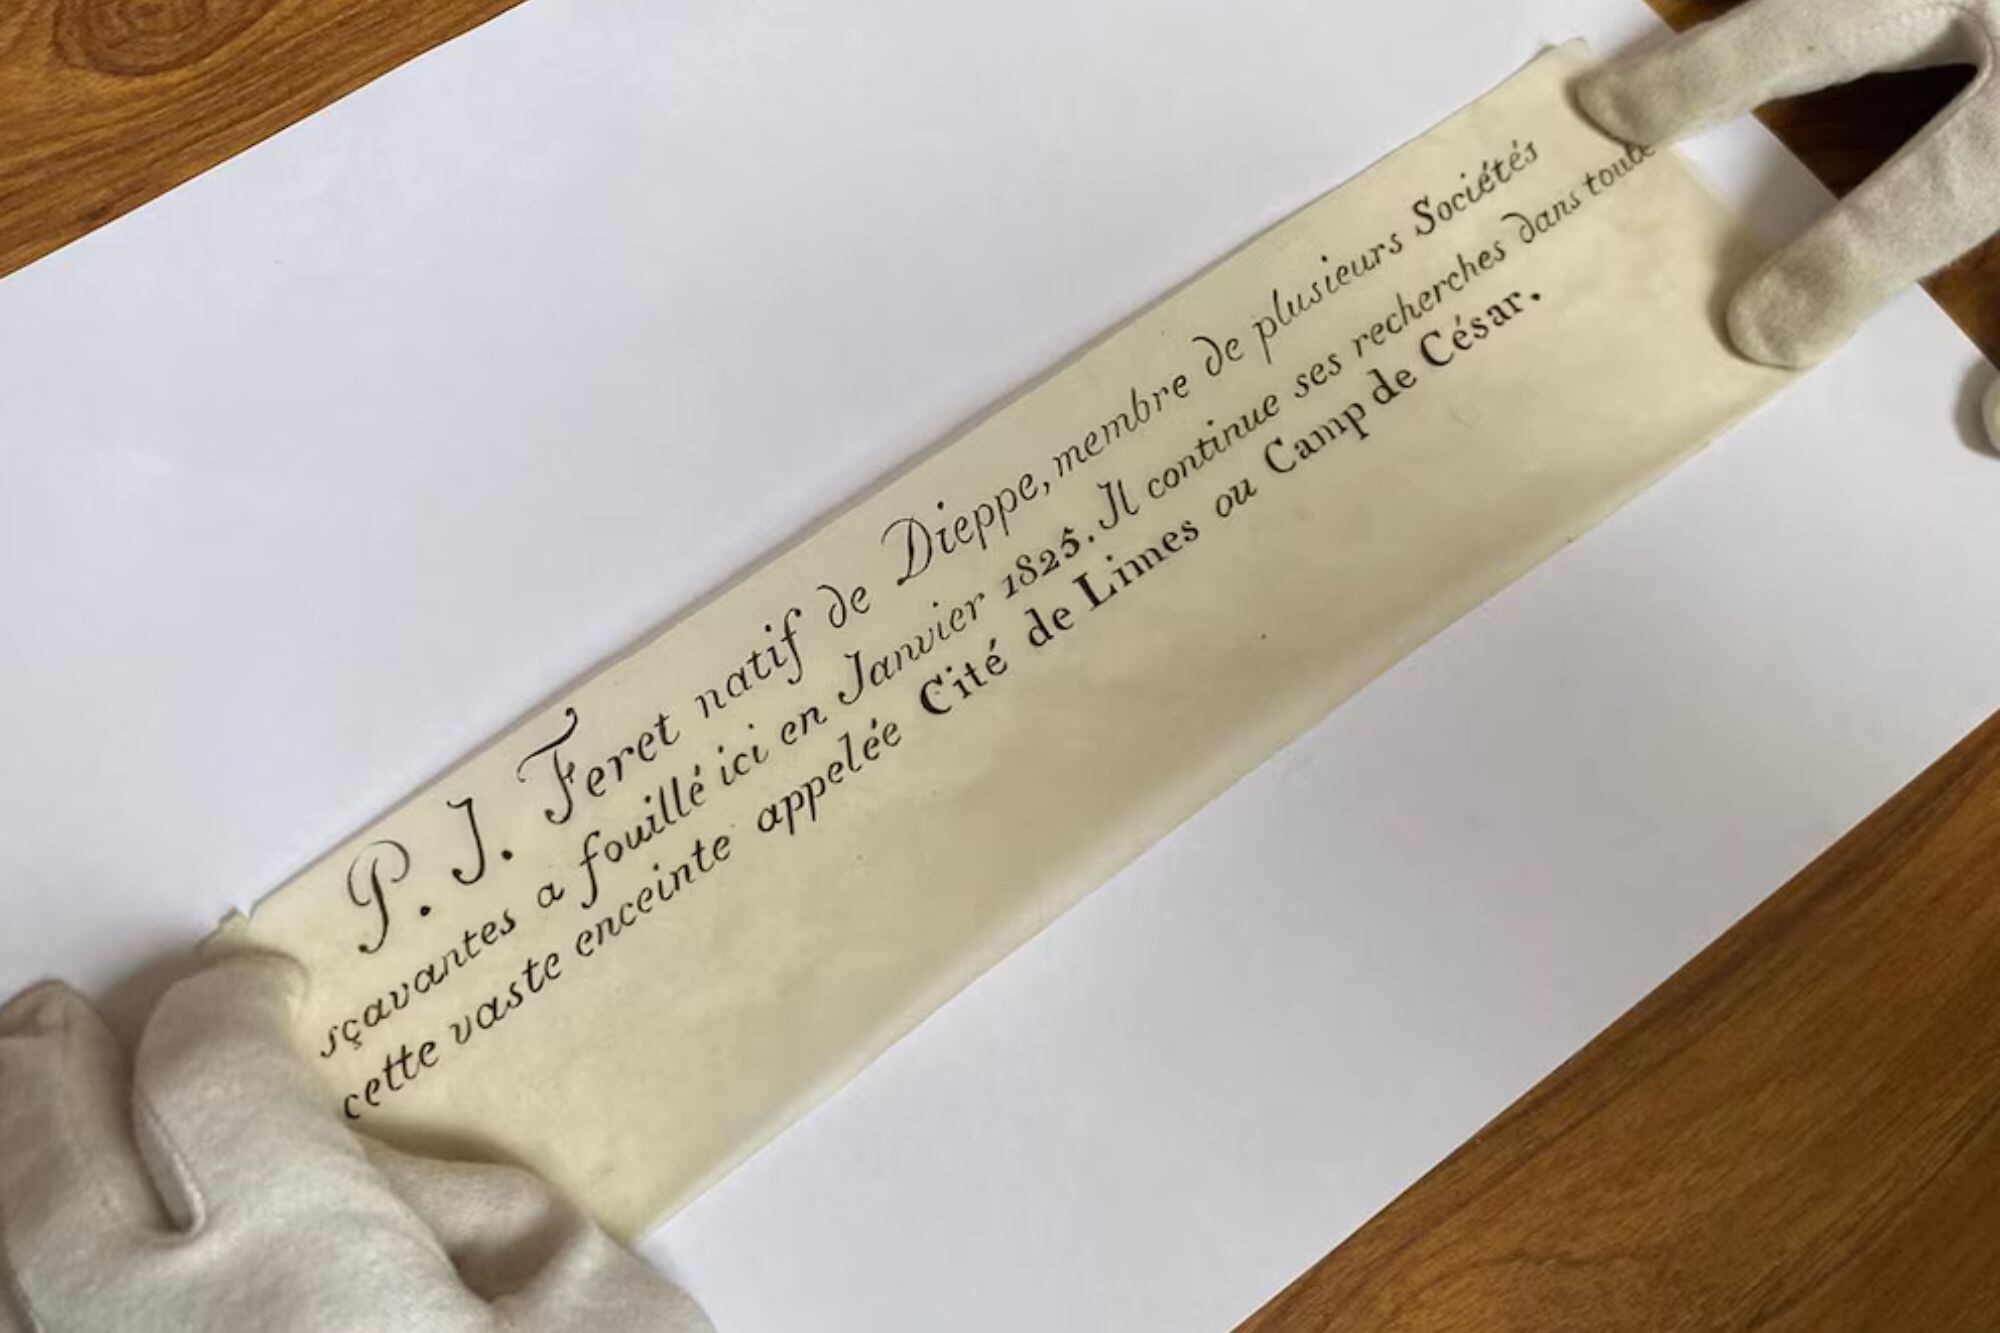 P. J. Feret natif de Dieppe, membre de plusieurs Sociétés
sçavantes a fouillé ici en Janvier 1825. Il continue ses recherches dans toute
cette vaste enceinte appelée Cité de Limes ou Camp de César.